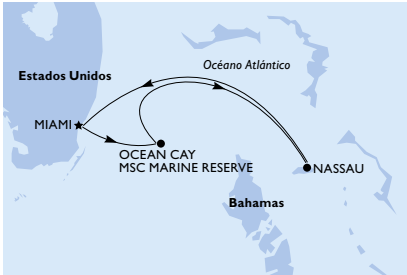 Océano Atlántico
Estados Unidos
MIAMI
OCEAN CAY
MSC MARINE RESERVE
NASSAU
Bahamas